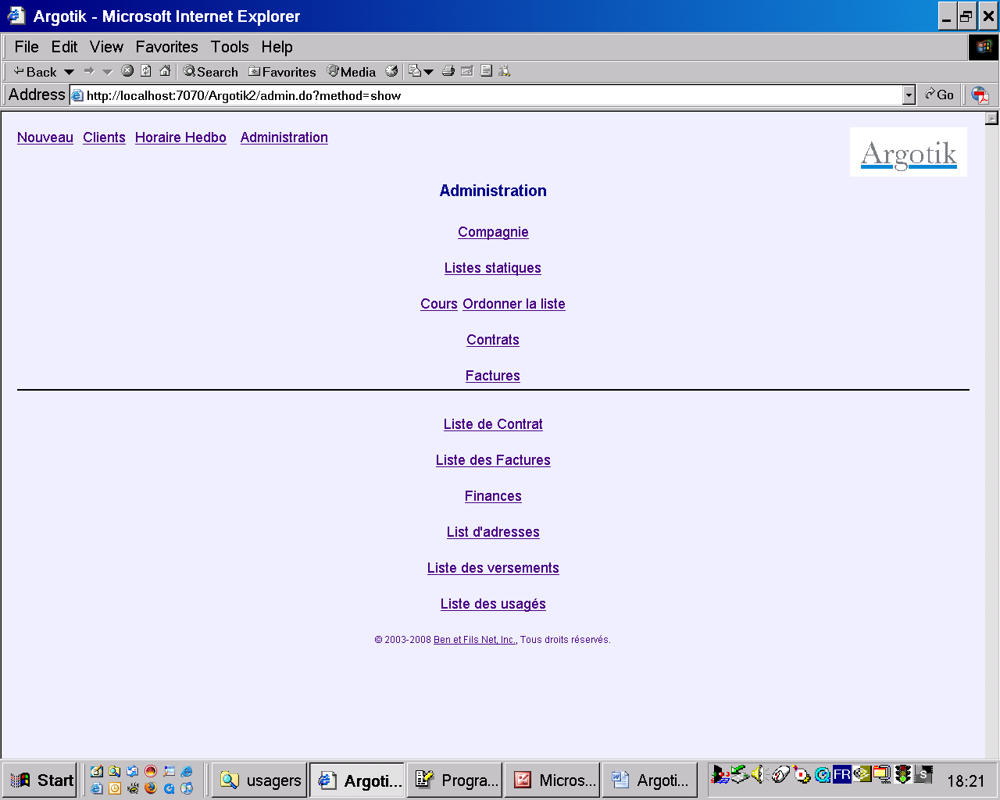 Argotik - Microsoft Internet Explorer
File Edit View Favorites Tools Help
Back Search Favorites Media
Address http://localhost:7070/Argotik2/admin.do?method=show Go
Nouveau Clients Horaire Hedbo Administration
Argotik
Administration
Compagnie
Listes statiques
Cours Ordonner la liste
Contrats
Factures
Liste de Contrat
Liste des Factures
Finances
List d'adresses
Liste des versements
Liste des usagés
© 2003-2008 Ben et Fils Net, Inc., Tous droits réservés.
Start usagers Argoti... Progra... Micros... Argoti... FR S 18:21